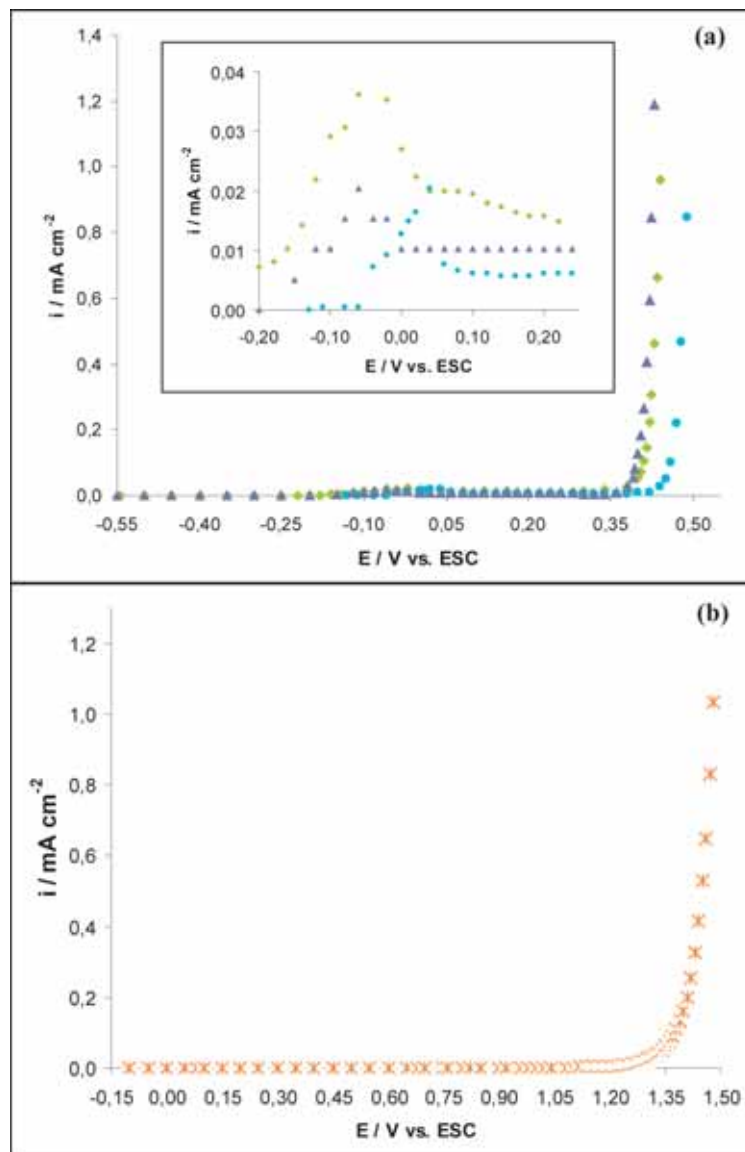 (a)
1,4
1,2
1,0
0,8
0,6
0,4
0,2
0,0
i / mA cm-2
-0,55 -0,40 -0,25 -0,10 0,05 0,20 0,35 0,50
E / V vs. ESC
0,04
0,03
0,02
0,01
0,00
i / mA cm-2
-0,20 -0,10 0,00 0,10 0,20
E / V vs. ESC
(b)
1,2
1,0
0,8
0,6
0,4
0,2
0,0
i / mA cm-2
-0,15 0,00 0,15 0,30 0,45 0,60 0,75 0,90 1,05 1,20 1,35 1,50
E / V vs. ESC